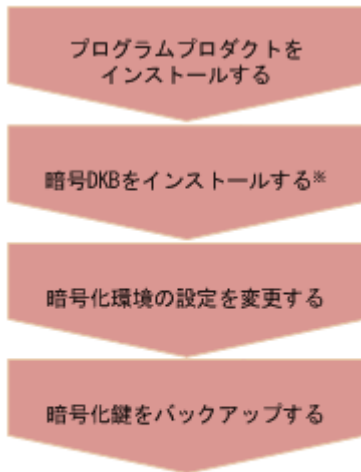 プログラムプロダクトを
インストールする
暗号DKBをインストールする※
暗号化環境の設定を変更する
暗号化鍵をバックアップする